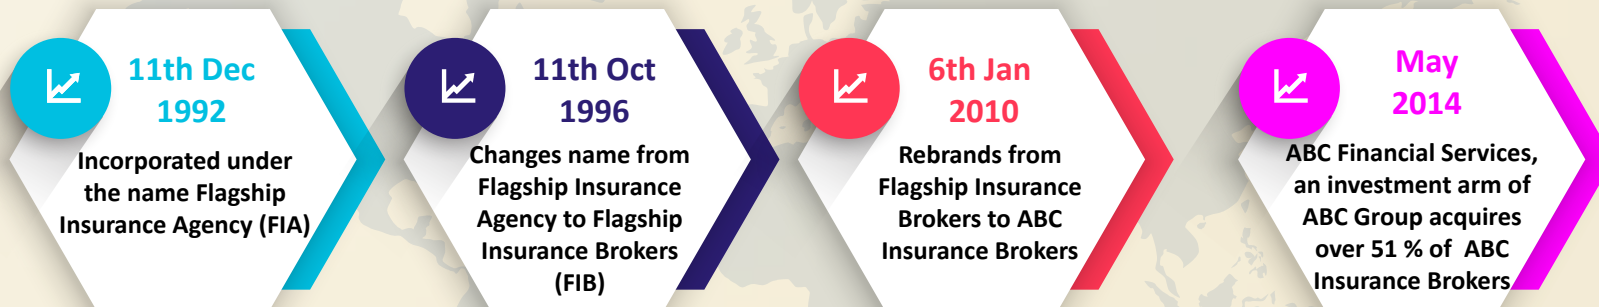 11th Dec
1992
Incorporated under
the name Flagship
Insurance Agency (FIA)
11th Oct
1996
Changes name from
Flagship Insurance
Agency to Flagship
Insurance Brokers
(FIB)
6th Jan
2010
Rebrands from
Flagship Insurance
Brokers to ABC
Insurance Brokers
May
2014
ABC Financial Services,
an investment arm of
ABC Group acquires
over 51 % of ABC
Insurance Brokers